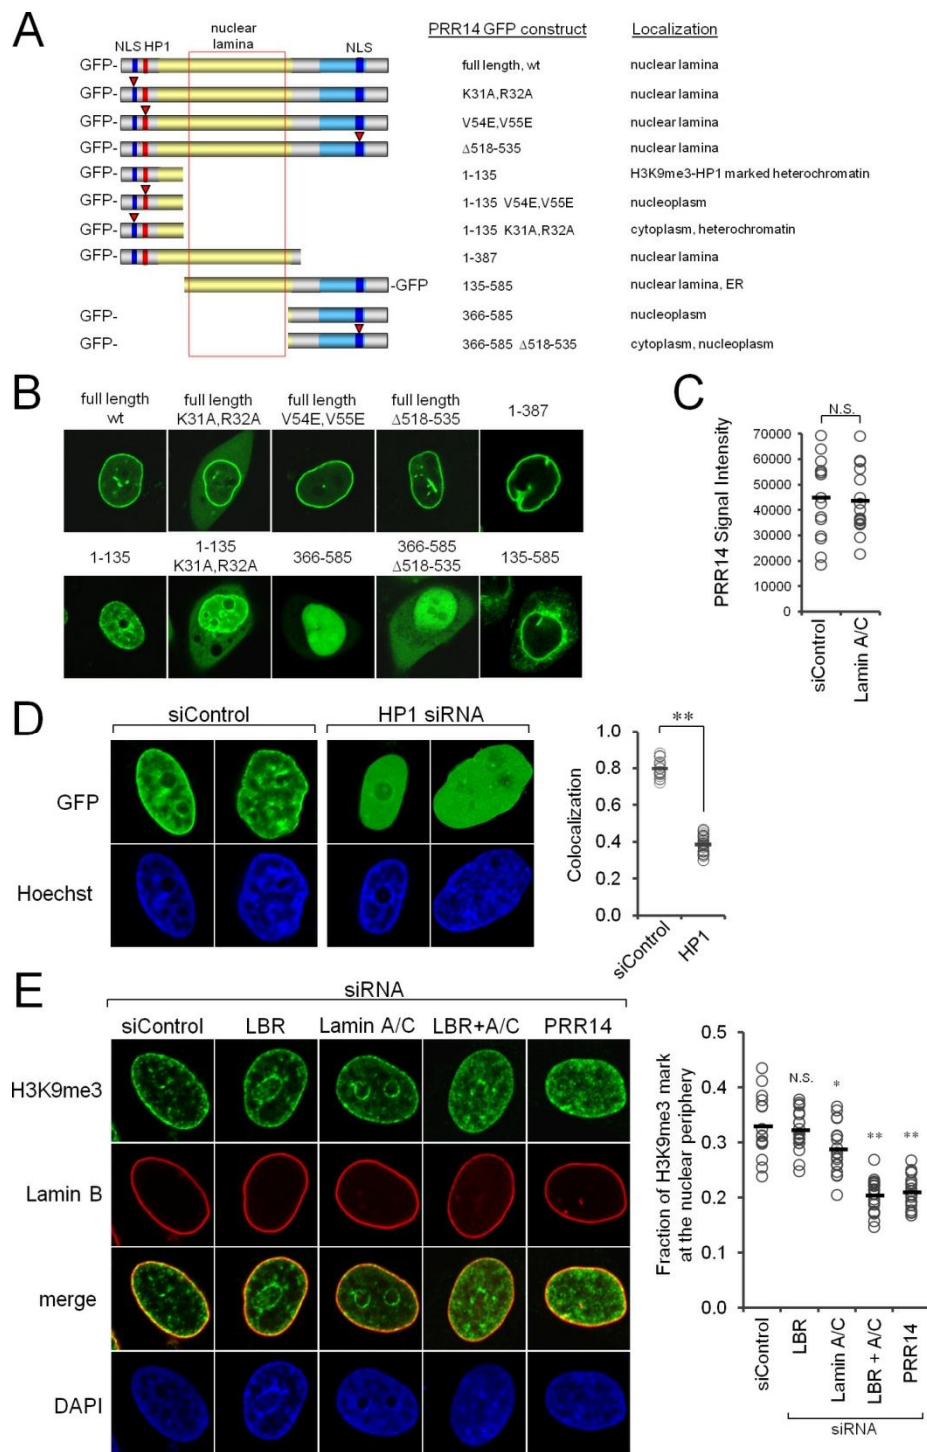 A
nuclear
lamina
NLS HP1 NLS
PRR14 GFP construct Localization
GFP- full length, wt nuclear lamina
GFP- K31A,R32A nuclear lamina
GFP- V54E,V55E nuclear lamina
GFP- Δ518-535 nuclear lamina
GFP- 1-135 H3K9me3-HP1 marked heterochromatin
GFP- 1-135 V54E,V55E nucleoplasm
GFP- 1-135 K31A,R32A cytoplasm, heterochromatin
GFP- 1-387 nuclear lamina
-GFP 135-585 nuclear lamina, ER
GFP- 366-585 nucleoplasm
GFP- 366-585 Δ518-535 cytoplasm, nucleoplasm
B
full length
wt
full length
K31A,R32A
full length
V54E,V55E
full length
Δ518-535
1-387
1-135
1-135
K31A,R32A
366-585
366-585
Δ518-535
135-585
C
N.S.
PRR14 Signal Intensity
70000
60000
50000
40000
30000
20000
10000
0
siControl
Lamin A/C
D
siControl HP1 siRNA
GFP
Hoechst
**
Colocalization
1.0
0.8
0.6
0.4
0.2
0.0
siControl
HP1
E
siRNA
siControl LBR Lamin A/C LBR+A/C PRR14
H3K9me3
Lamin B
merge
DAPI
Fraction of H3K9me3 mark
at the nuclear periphery
0.5
0.4
0.3
0.2
0.1
0.0
N.S.
*
**
**
siControl
LBR
Lamin A/C
LBR + A/C
PRR14
siRNA